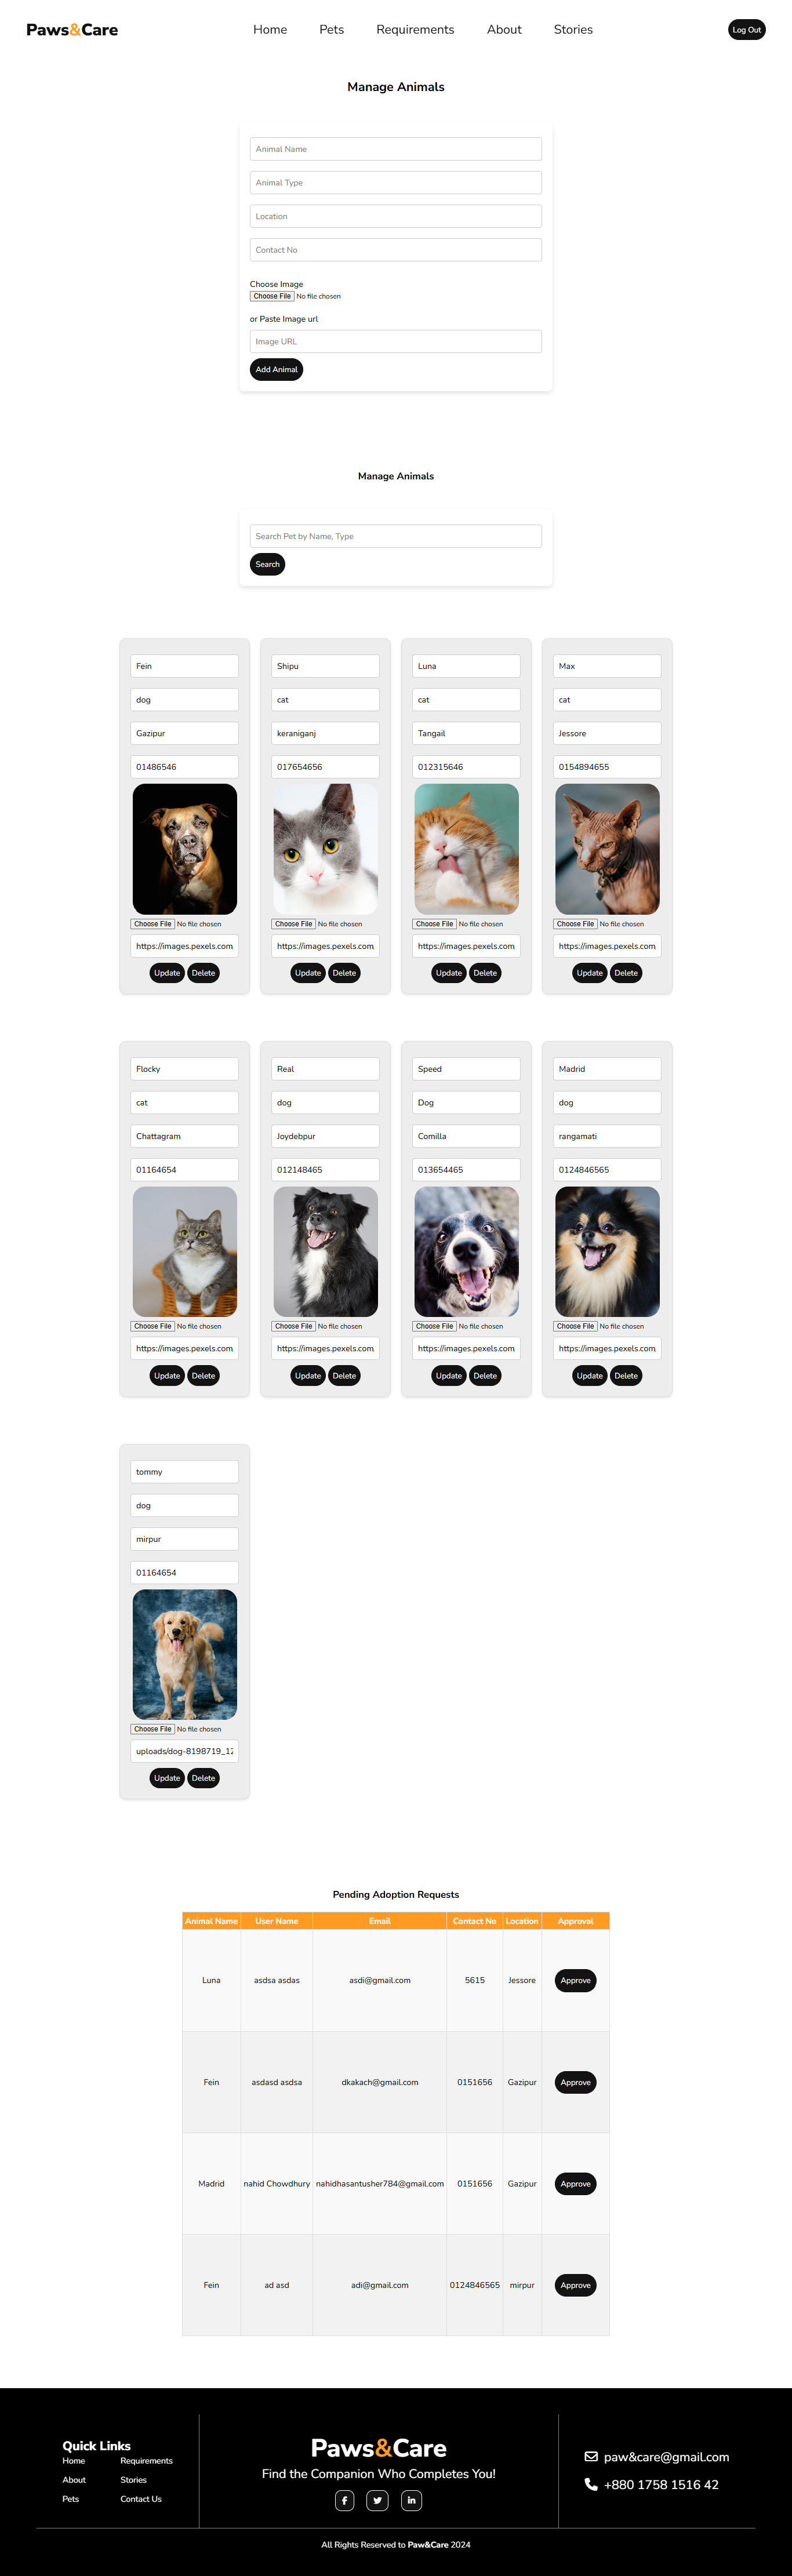 Paws&Care
Home Pets Requirements About Stories
Log Out
Manage Animals
Animal Name
Animal Type
Location
Contact No
Choose Image
Choose File No file chosen
or Paste Image url
Image URL
Add Animal
Manage Animals
Search Pet by Name, Type
Search
Fein
dog
Gazipur
01486546
Choose File No file chosen
https://images.pexels.com
Update Delete
Shipu
cat
keraniganj
017654656
Choose File No file chosen
https://images.pexels.com
Update Delete
Luna
cat
Tangail
012315646
Choose File No file chosen
https://images.pexels.com
Update Delete
Max
cat
Jessore
0154894655
Choose File No file chosen
https://images.pexels.com
Update Delete
Flocky
cat
Chattagram
01164654
Choose File No file chosen
https://images.pexels.com
Update Delete
Real
dog
Joydebpur
012148465
Choose File No file chosen
https://images.pexels.com
Update Delete
Speed
Dog
Comilla
013654465
Choose File No file chosen
https://images.pexels.com
Update Delete
Madrid
dog
rangamati
0124846565
Choose File No file chosen
https://images.pexels.com
Update Delete
tommy
dog
mirpur
01164654
Choose File No file chosen
uploads/dog-8198719_12
Update Delete
Pending Adoption Requests
Animal Name User Name Email Contact No Location Approval
Luna asdsa asdas asdi@gmail.com 5615 Jessore Approve
Fein asdasd asdsa dkakach@gmail.com 0151656 Gazipur Approve
Madrid nahid Chowdhury nahidhasantusher784@gmail.com 0151656 Gazipur Approve
Fein ad asd adi@gmail.com 0124846565 mirpur Approve
Quick Links
Home Requirements
About Stories
Pets Contact Us
Paws&Care
Find the Companion Who Completes You!
paw&care@gmail.com
+880 1758 1516 42
All Rights Reserved to Paw&Care 2024